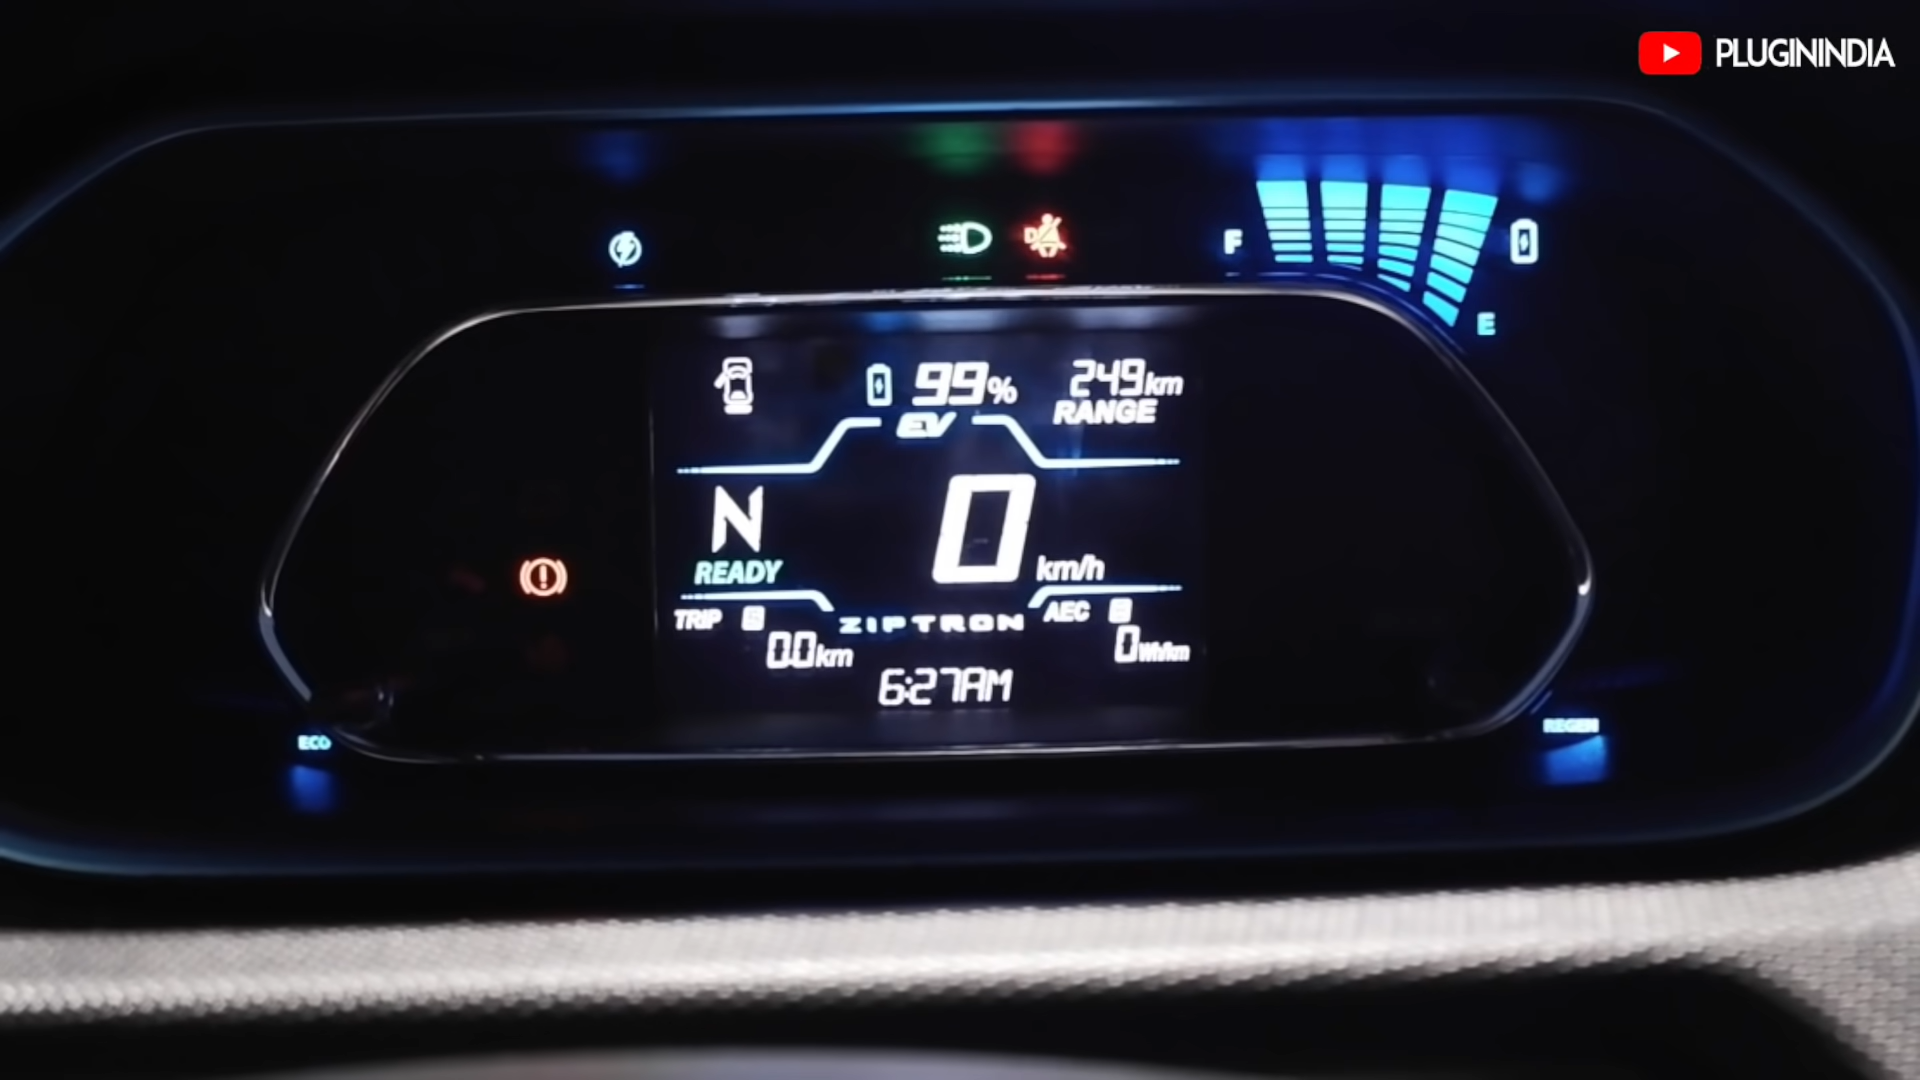 PLUGININDIA
F
E
99%
249km
RANGE
EV
N
READY
0
km/h
TRIP
0.0km
ZIPTRON
AEC
0Wh/km
6:27AM
ECO
REGEN